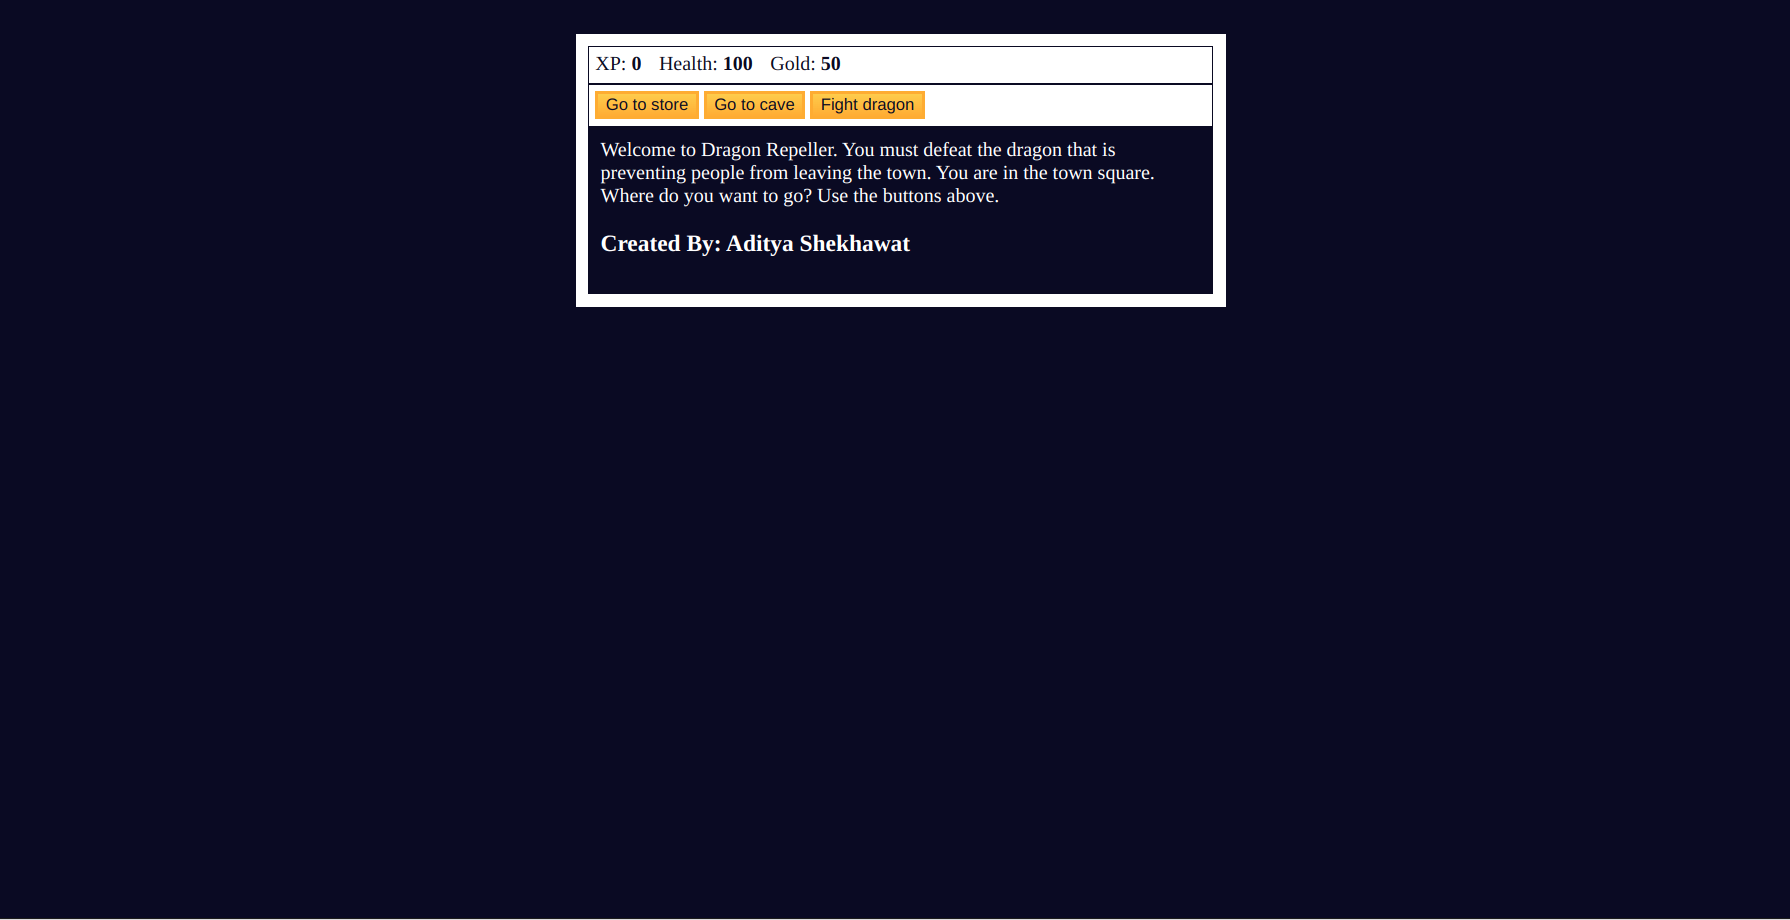 XP: 0 Health: 100 Gold: 50
Go to store Go to cave Fight dragon
Welcome to Dragon Repeller. You must defeat the dragon that is
preventing people from leaving the town. You are in the town square.
Where do you want to go? Use the buttons above.
Created By: Aditya Shekhawat